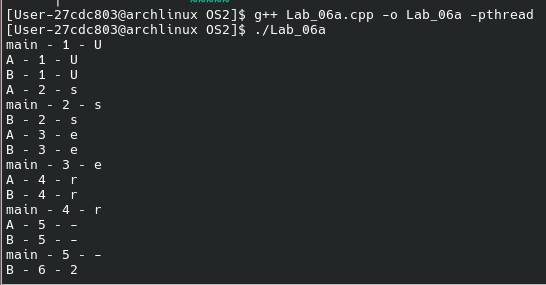 [User-27cdc803@archlinux OS2]$ g++ Lab_06a.cpp -o Lab_06a -pthread
[User-27cdc803@archlinux OS2]$ ./Lab_06a
main - 1 - U
A - 1 - U
B - 1 - U
A - 2 - s
main - 2 - s
B - 2 - s
A - 3 - e
B - 3 - e
main - 3 - e
A - 4 - r
B - 4 - r
main - 4 - r
A - 5 - -
B - 5 - -
main - 5 - -
B - 6 - 2